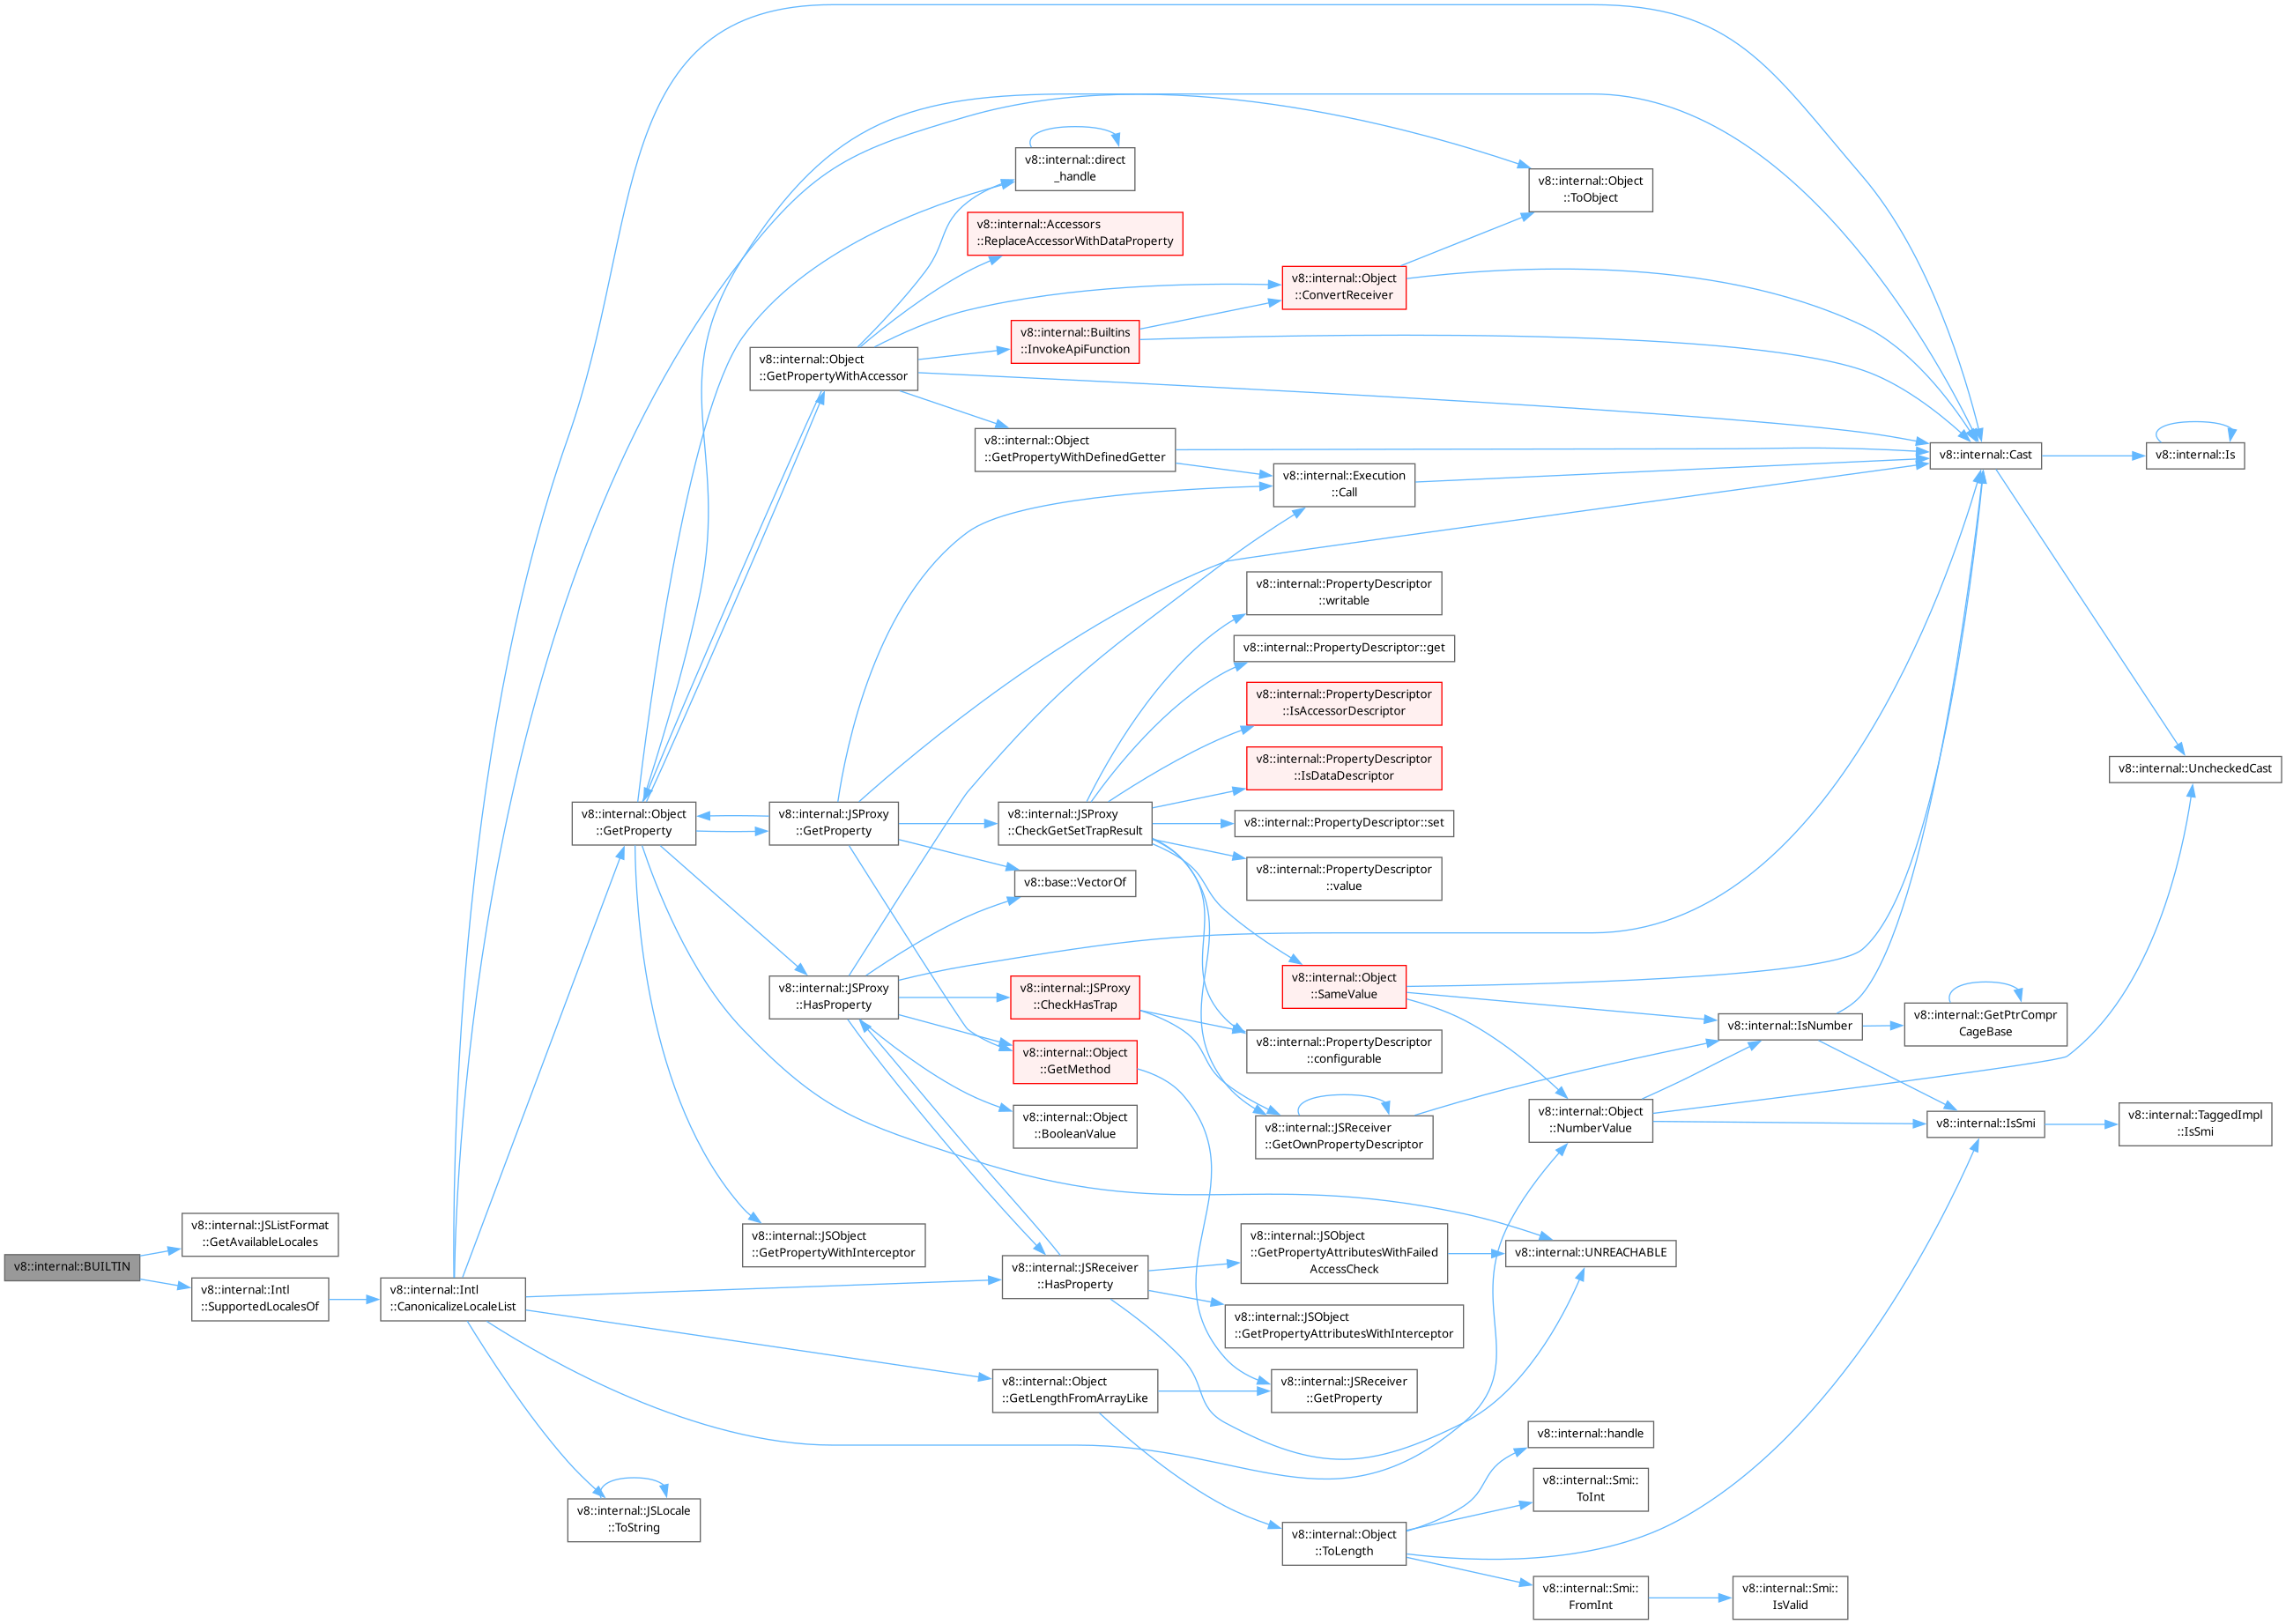 v8::internal::BUILTIN
v8::internal::JSListFormat
::GetAvailableLocales
v8::internal::Intl
::SupportedLocalesOf
v8::internal::Intl
::CanonicalizeLocaleList
v8::internal::Object
::GetProperty
v8::internal::JSLocale
::ToString
v8::internal::Object
::GetPropertyWithAccessor
v8::internal::JSProxy
::GetProperty
v8::internal::JSProxy
::HasProperty
v8::internal::JSObject
::GetPropertyWithInterceptor
v8::internal::direct
_handle
v8::internal::Accessors
::ReplaceAccessorWithDataProperty
v8::internal::Builtins
::InvokeApiFunction
v8::internal::Object
::GetPropertyWithDefinedGetter
v8::internal::JSProxy
::CheckGetSetTrapResult
v8::base::VectorOf
v8::internal::JSProxy
::CheckHasTrap
v8::internal::Object
::GetMethod
v8::internal::Object
::BooleanValue
v8::internal::JSReceiver
::HasProperty
v8::internal::Object
::GetLengthFromArrayLike
v8::internal::Object
::ConvertReceiver
v8::internal::Execution
::Call
v8::internal::PropertyDescriptor
::writable
v8::internal::PropertyDescriptor::get
v8::internal::PropertyDescriptor
::IsAccessorDescriptor
v8::internal::PropertyDescriptor
::IsDataDescriptor
v8::internal::PropertyDescriptor::set
v8::internal::PropertyDescriptor
::value
v8::internal::Object
::SameValue
v8::internal::PropertyDescriptor
::configurable
v8::internal::JSReceiver
::GetOwnPropertyDescriptor
v8::internal::JSObject
::GetPropertyAttributesWithFailed
AccessCheck
v8::internal::JSObject
::GetPropertyAttributesWithInterceptor
v8::internal::JSReceiver
::GetProperty
v8::internal::Object
::ToLength
v8::internal::Object
::ToObject
v8::internal::Object
::NumberValue
v8::internal::UNREACHABLE
v8::internal::handle
v8::internal::Smi::
ToInt
v8::internal::Smi::
FromInt
v8::internal::IsNumber
v8::internal::Smi::
IsValid
v8::internal::Cast
v8::internal::GetPtrCompr
CageBase
v8::internal::IsSmi
v8::internal::Is
v8::internal::UncheckedCast
v8::internal::TaggedImpl
::IsSmi